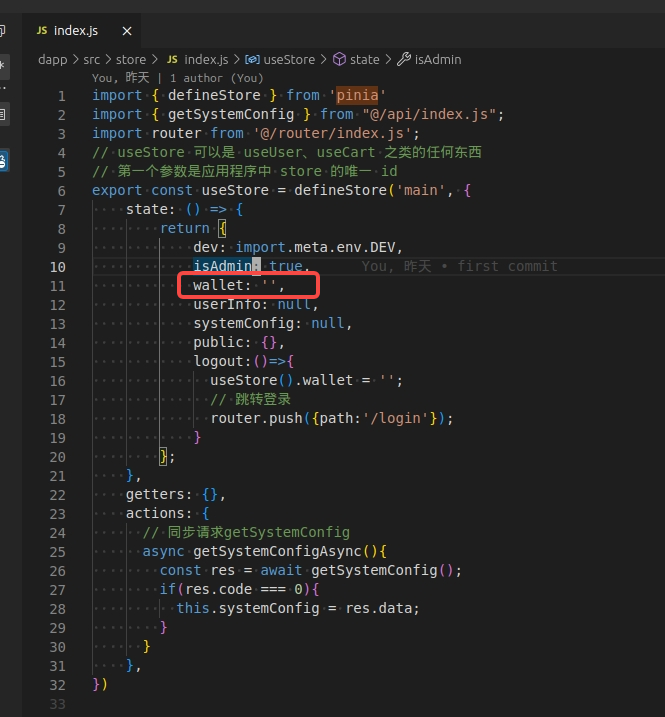 JS index.js ×
dapp > src > store > JS index.js > useStore > state > isAdmin
You, 昨天 | 1 author (You)
1 import { defineStore } from 'pinia'
2 import { getSystemConfig } from "@/api/index.js";
3 import router from '@/router/index.js';
4 // useStore 可以是 useUser、useCart 之类的任何东西
5 // 第一个参数是应用程序中 store 的唯一 id
6 export const useStore = defineStore('main', {
7 state: () => {
8 return {
9 dev: import.meta.env.DEV,
10 isAdmin: true, You, 昨天 • first commit
11 wallet: '',
12 userInfo: null,
13 systemConfig: null,
14 public: {},
15 logout:()=>{
16 useStore().wallet = '';
17 // 跳转登录
18 router.push({path:'/login'});
19 }
20 };
21 },
22 getters: {},
23 actions: {
24 // 同步请求getSystemConfig
25 async getSystemConfigAsync(){
26 const res = await getSystemConfig();
27 if(res.code === 0){
28 this.systemConfig = res.data;
29 }
30 }
31 },
32 })
33